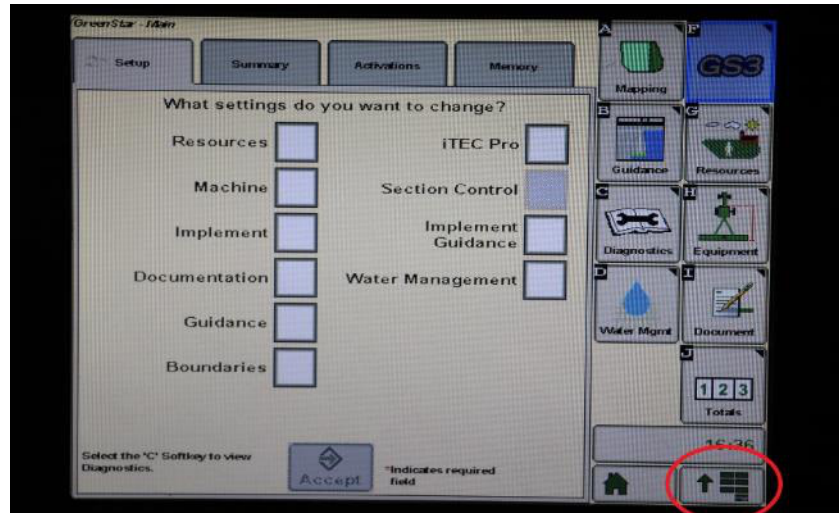 GreenStar - Main
Setup
Summary
Activations
Memory
What settings do you want to change?
Resources
Machine
Implement
Documentation
Guidance
Boundaries
iTEC Pro
Section Control
Implement
Guidance
Water Management
Select the 'C' Softkey to view
Diagnostics.
Accept
*Indicates required
field
A
Mapping
F
GS3
B
Guidance
G
Resources
C
Diagnostics
H
Equipment
D
Water Mgmt
I
Document
J
1 2 3
Totals
16:36